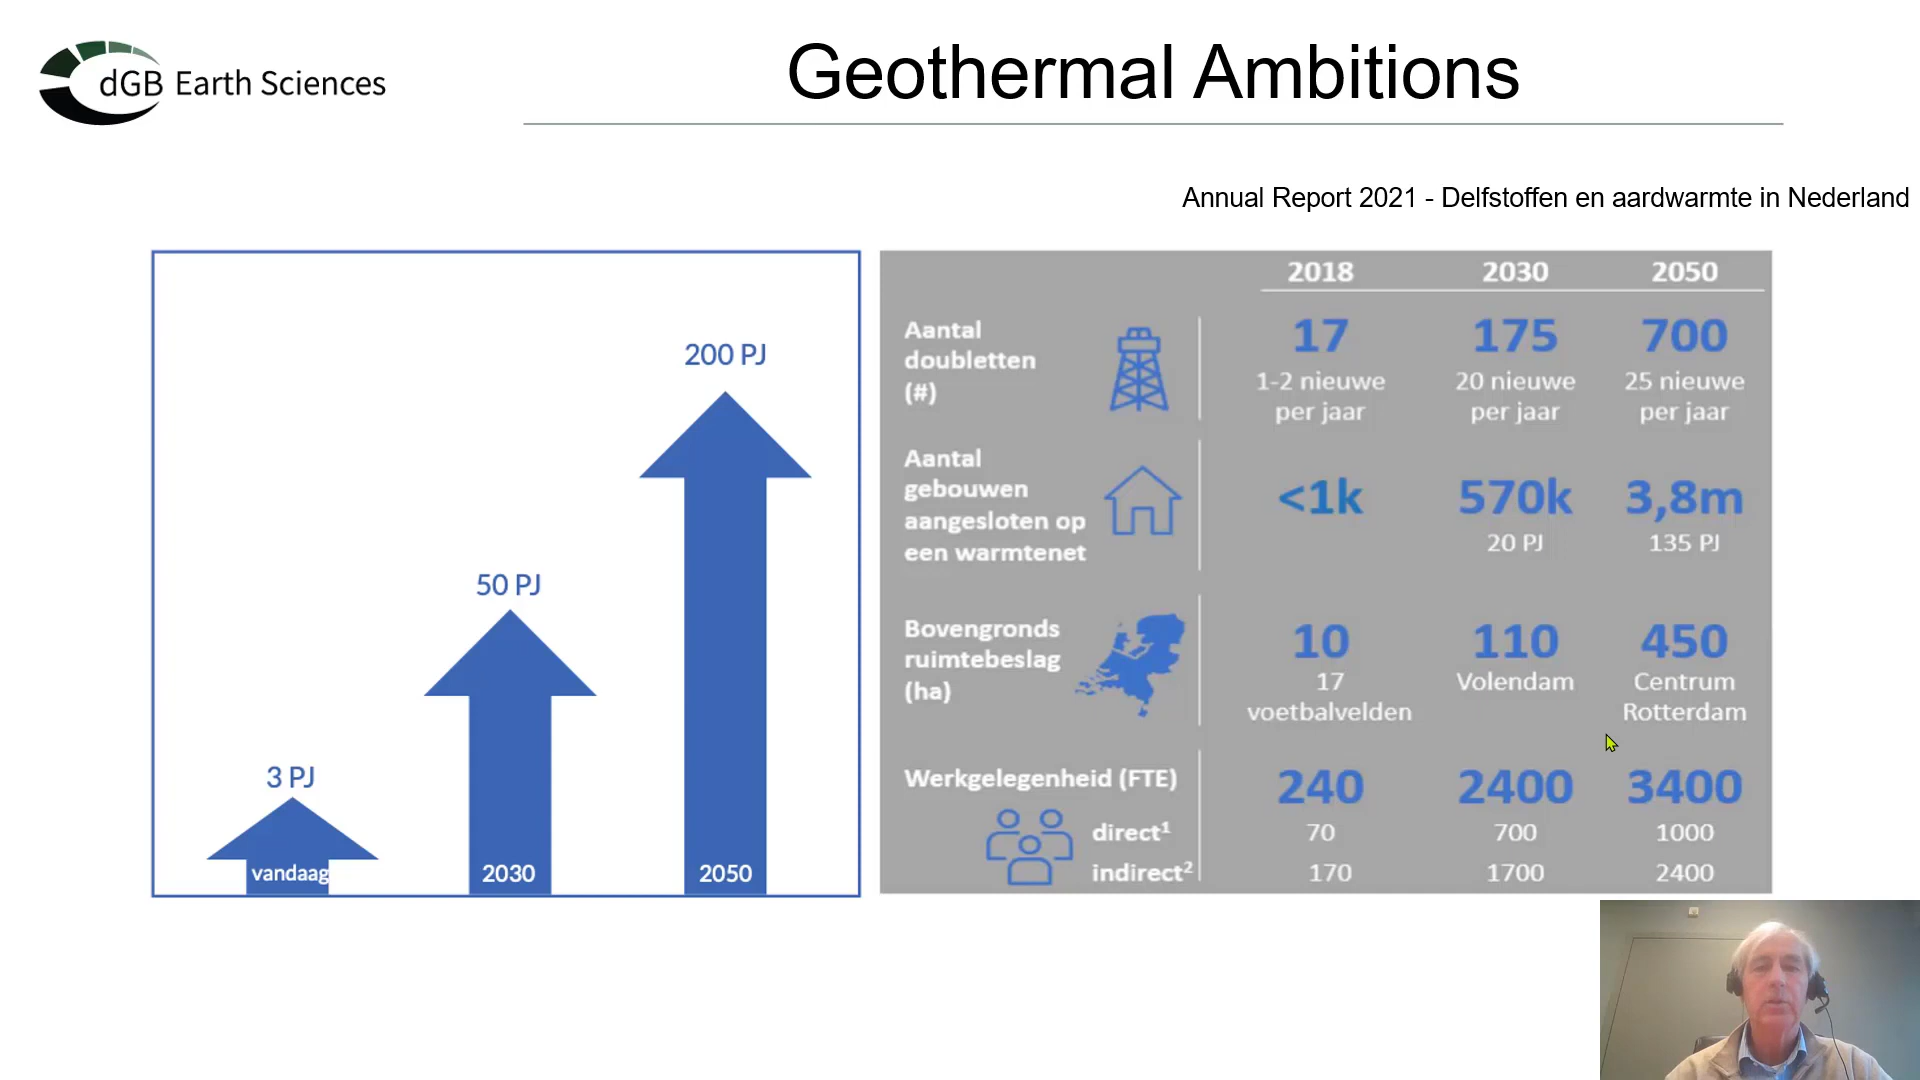 dGB Earth Sciences
Geothermal Ambitions
Annual Report 2021 - Delfstoffen en aardwarmte in Nederland
200 PJ
50 PJ
3 PJ
vandaag
2030
2050
2018 2030 2050
Aantal
doubletten
(#)
17 175 700
1-2 nieuwe 20 nieuwe 25 nieuwe
per jaar per jaar per jaar
Aantal
gebouwen
aangesloten op
een warmtenet
<1k 570k 3,8m
20 PJ 135 PJ
Bovengronds
ruimtebeslag
(ha)
10 110 450
17 Volendam Centrum
voetbalvelden Rotterdam
Werkgelegenheid (FTE) 240 2400 3400
direct¹ 70 700 1000
indirect² 170 1700 2400